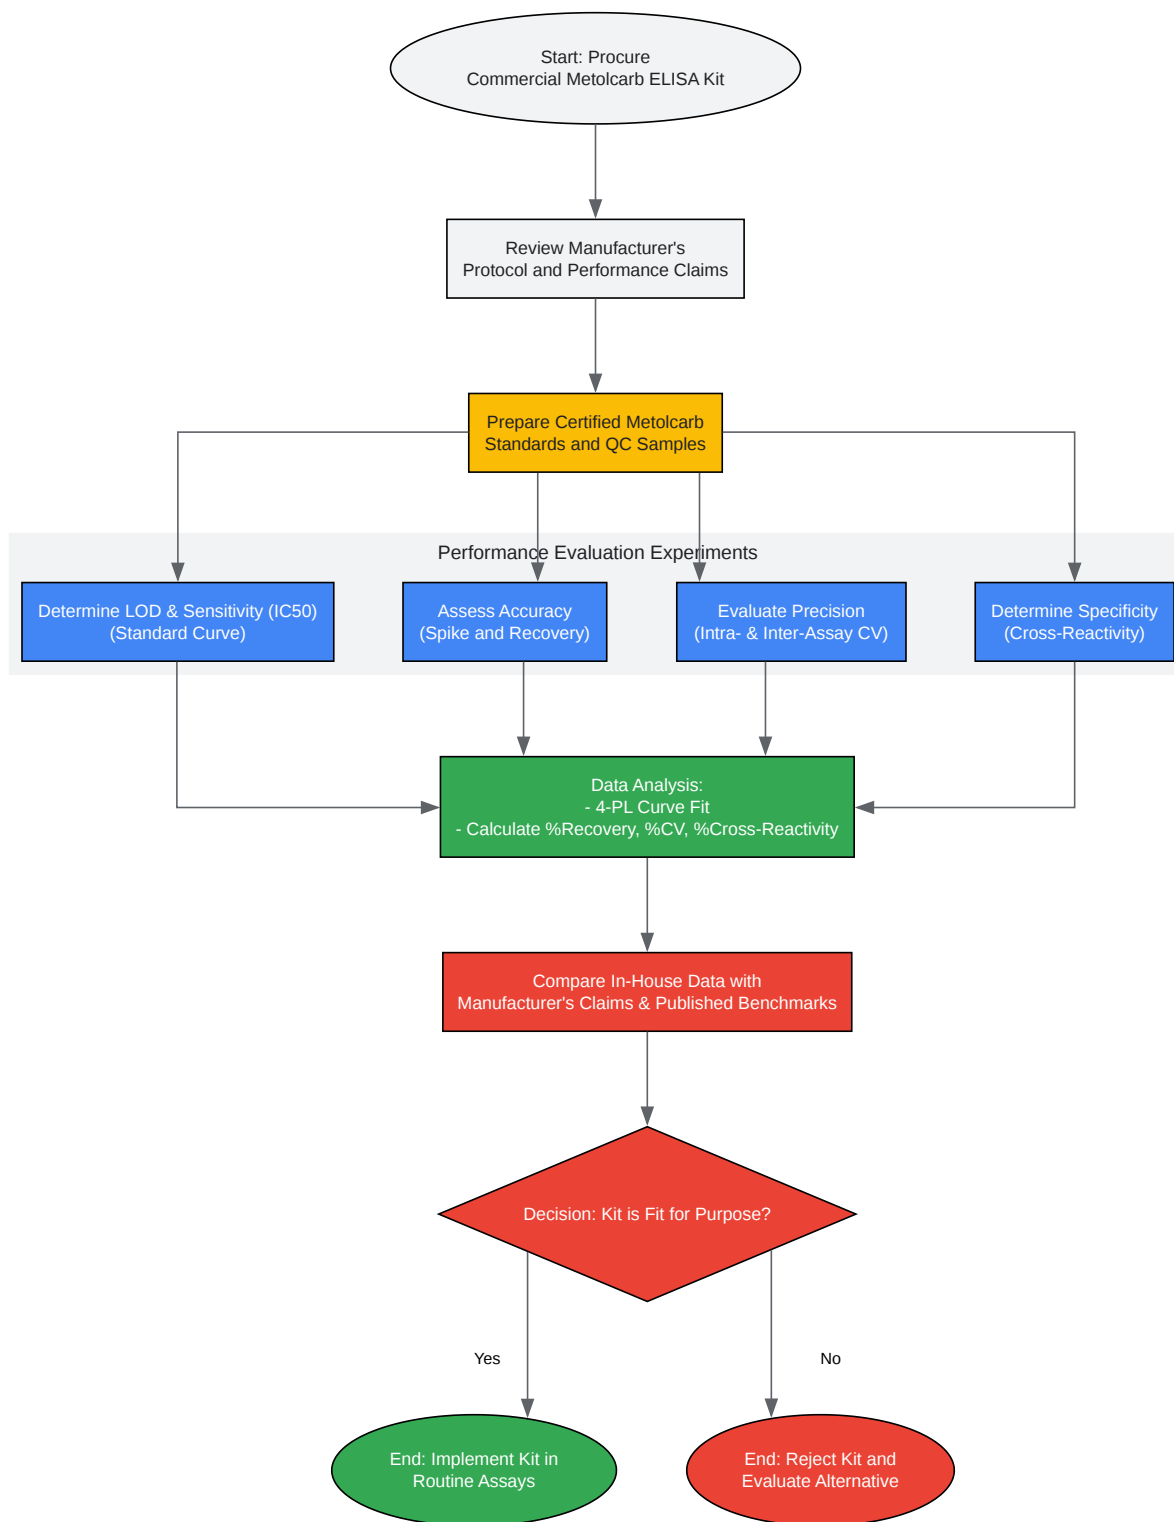 Start: Procure
Commercial Metolcarb ELISA Kit
Review Manufacturer's
Protocol and Performance Claims
Prepare Certified Metolcarb
Standards and QC Samples
Performance Evaluation Experiments
Determine LOD & Sensitivity (IC50)
(Standard Curve)
Assess Accuracy
(Spike and Recovery)
Evaluate Precision
(Intra- & Inter-Assay CV)
Determine Specificity
(Cross-Reactivity)
Data Analysis:
- 4-PL Curve Fit
- Calculate %Recovery, %CV, %Cross-Reactivity
Compare In-House Data with
Manufacturer's Claims & Published Benchmarks
Decision: Kit is Fit for Purpose?
Yes
No
End: Implement Kit in
Routine Assays
End: Reject Kit and
Evaluate Alternative